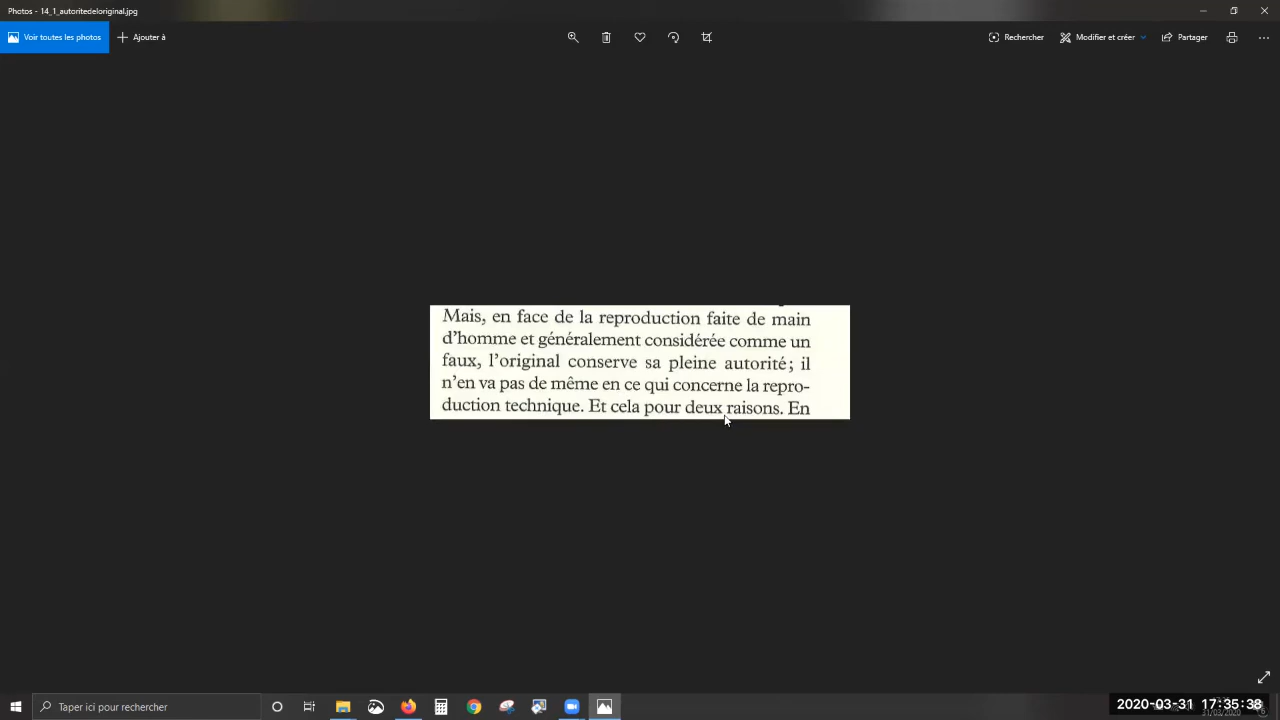 Photos - 14_1_autoritedeloriginal.jpg
Voir toutes les photos
Ajouter à
Rechercher
Modifier et créer
Partager
Mais, en face de la reproduction faite de main
d'homme et généralement considérée comme un
faux, l'original conserve sa pleine autorité ; il
n'en va pas de même en ce qui concerne la repro-
duction technique. Et cela pour deux raisons. En
Taper ici pour rechercher
2020-03-31 17:35:38